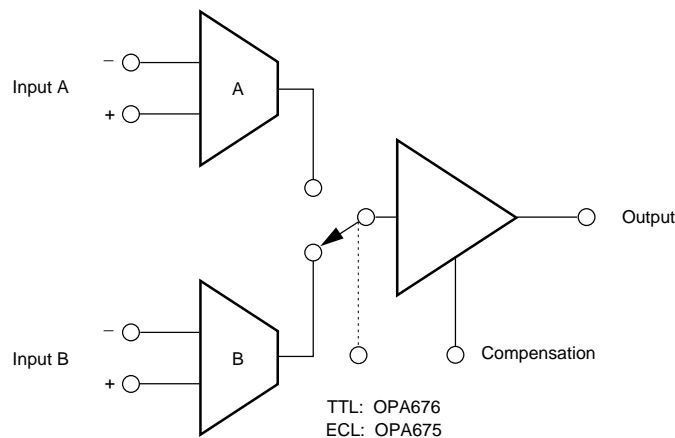 Input A
–
+
A
Output
Input B
–
+
B
Compensation
TTL: OPA676
ECL: OPA675